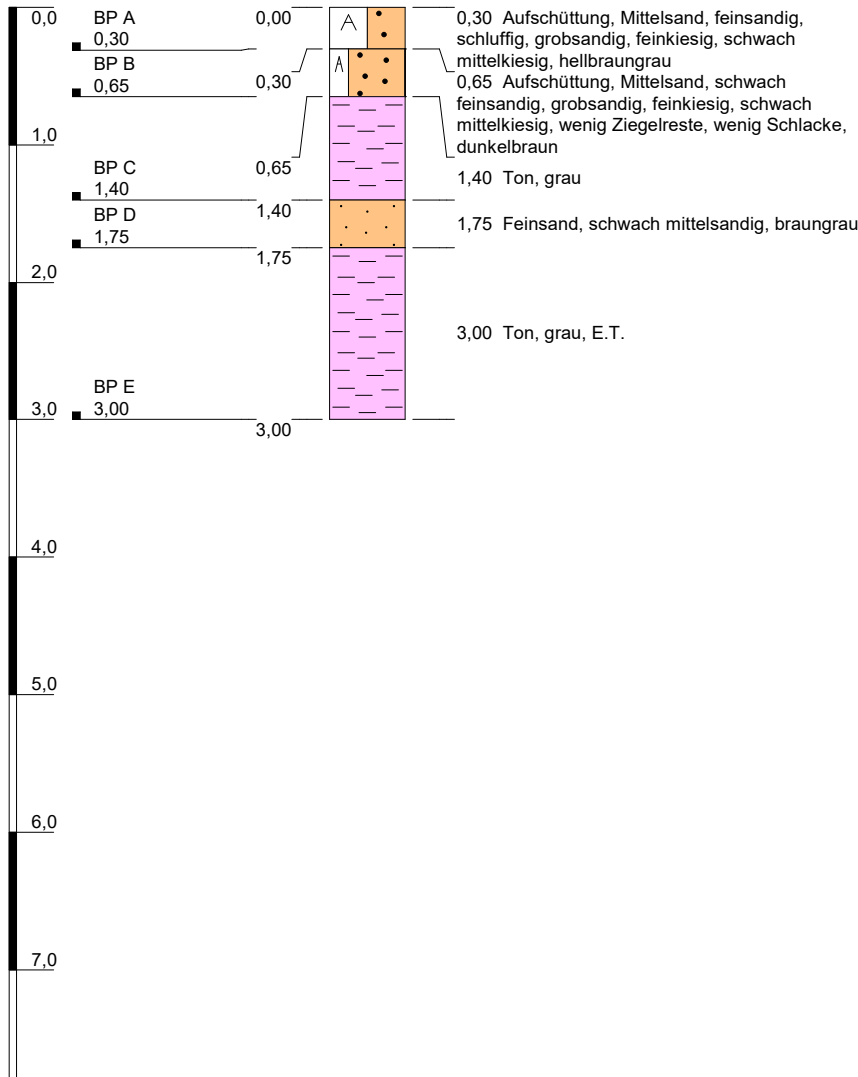 0,0
BP A
0,30
0,00
A
0,30 Aufschüttung, Mittelsand, feinsandig,
schluffig, grobsandig, feinkiesig, schwach
mittelkiesig, hellbraungrau
BP B
0,65
0,30
A
0,65 Aufschüttung, Mittelsand, schwach
feinsandig, grobsandig, feinkiesig, schwach
mittelkiesig, wenig Ziegelreste, wenig Schlacke,
dunkelbraun
1,0
BP C
1,40
0,65
1,40 Ton, grau
BP D
1,75
1,40
1,75 Feinsand, schwach mittelsandig, braungrau
1,75
2,0
3,00 Ton, grau, E.T.
BP E
3,00
3,0
3,00
4,0
5,0
6,0
7,0